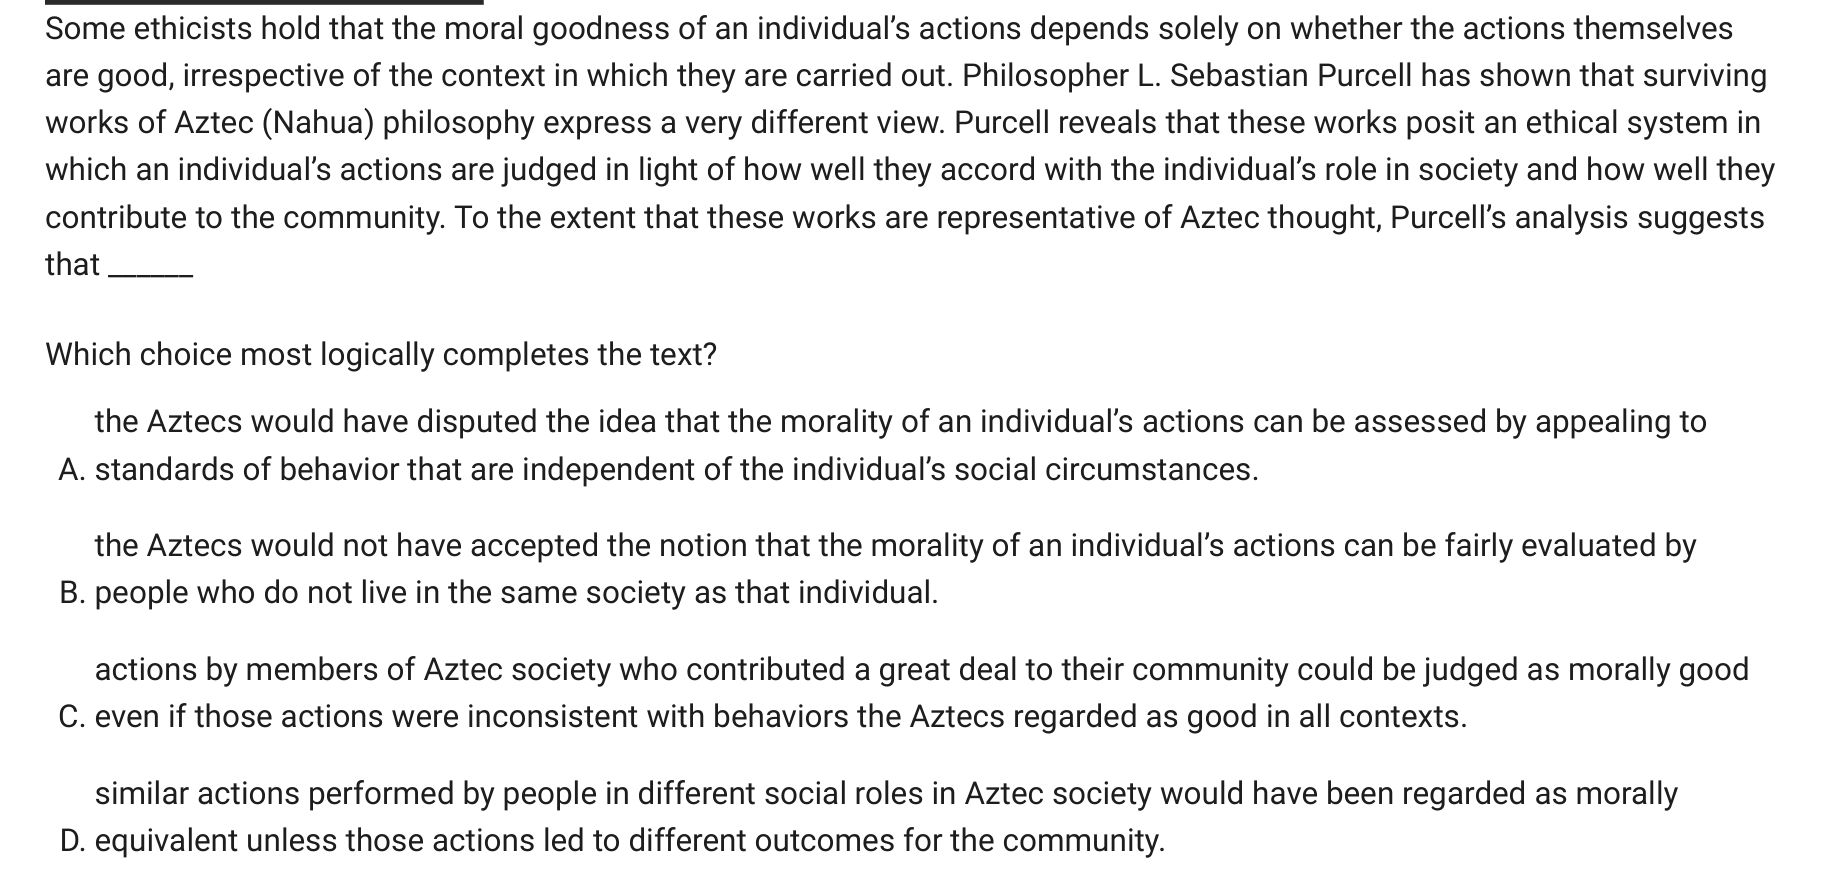 Some ethicists hold that the moral goodness of an individual's actions depends solely on whether the actions themselves
are good, irrespective of the context in which they are carried out. Philosopher L. Sebastian Purcell has shown that surviving
works of Aztec (Nahua) philosophy express a very different view. Purcell reveals that these works posit an ethical system in
which an individual's actions are judged in light of how well they accord with the individual's role in society and how well they
contribute to the community. To the extent that these works are representative of Aztec thought, Purcell's analysis suggests
that ______
Which choice most logically completes the text?
the Aztecs would have disputed the idea that the morality of an individual's actions can be assessed by appealing to
A. standards of behavior that are independent of the individual's social circumstances.
the Aztecs would not have accepted the notion that the morality of an individual's actions can be fairly evaluated by
B. people who do not live in the same society as that individual.
actions by members of Aztec society who contributed a great deal to their community could be judged as morally good
C. even if those actions were inconsistent with behaviors the Aztecs regarded as good in all contexts.
similar actions performed by people in different social roles in Aztec society would have been regarded as morally
D. equivalent unless those actions led to different outcomes for the community.